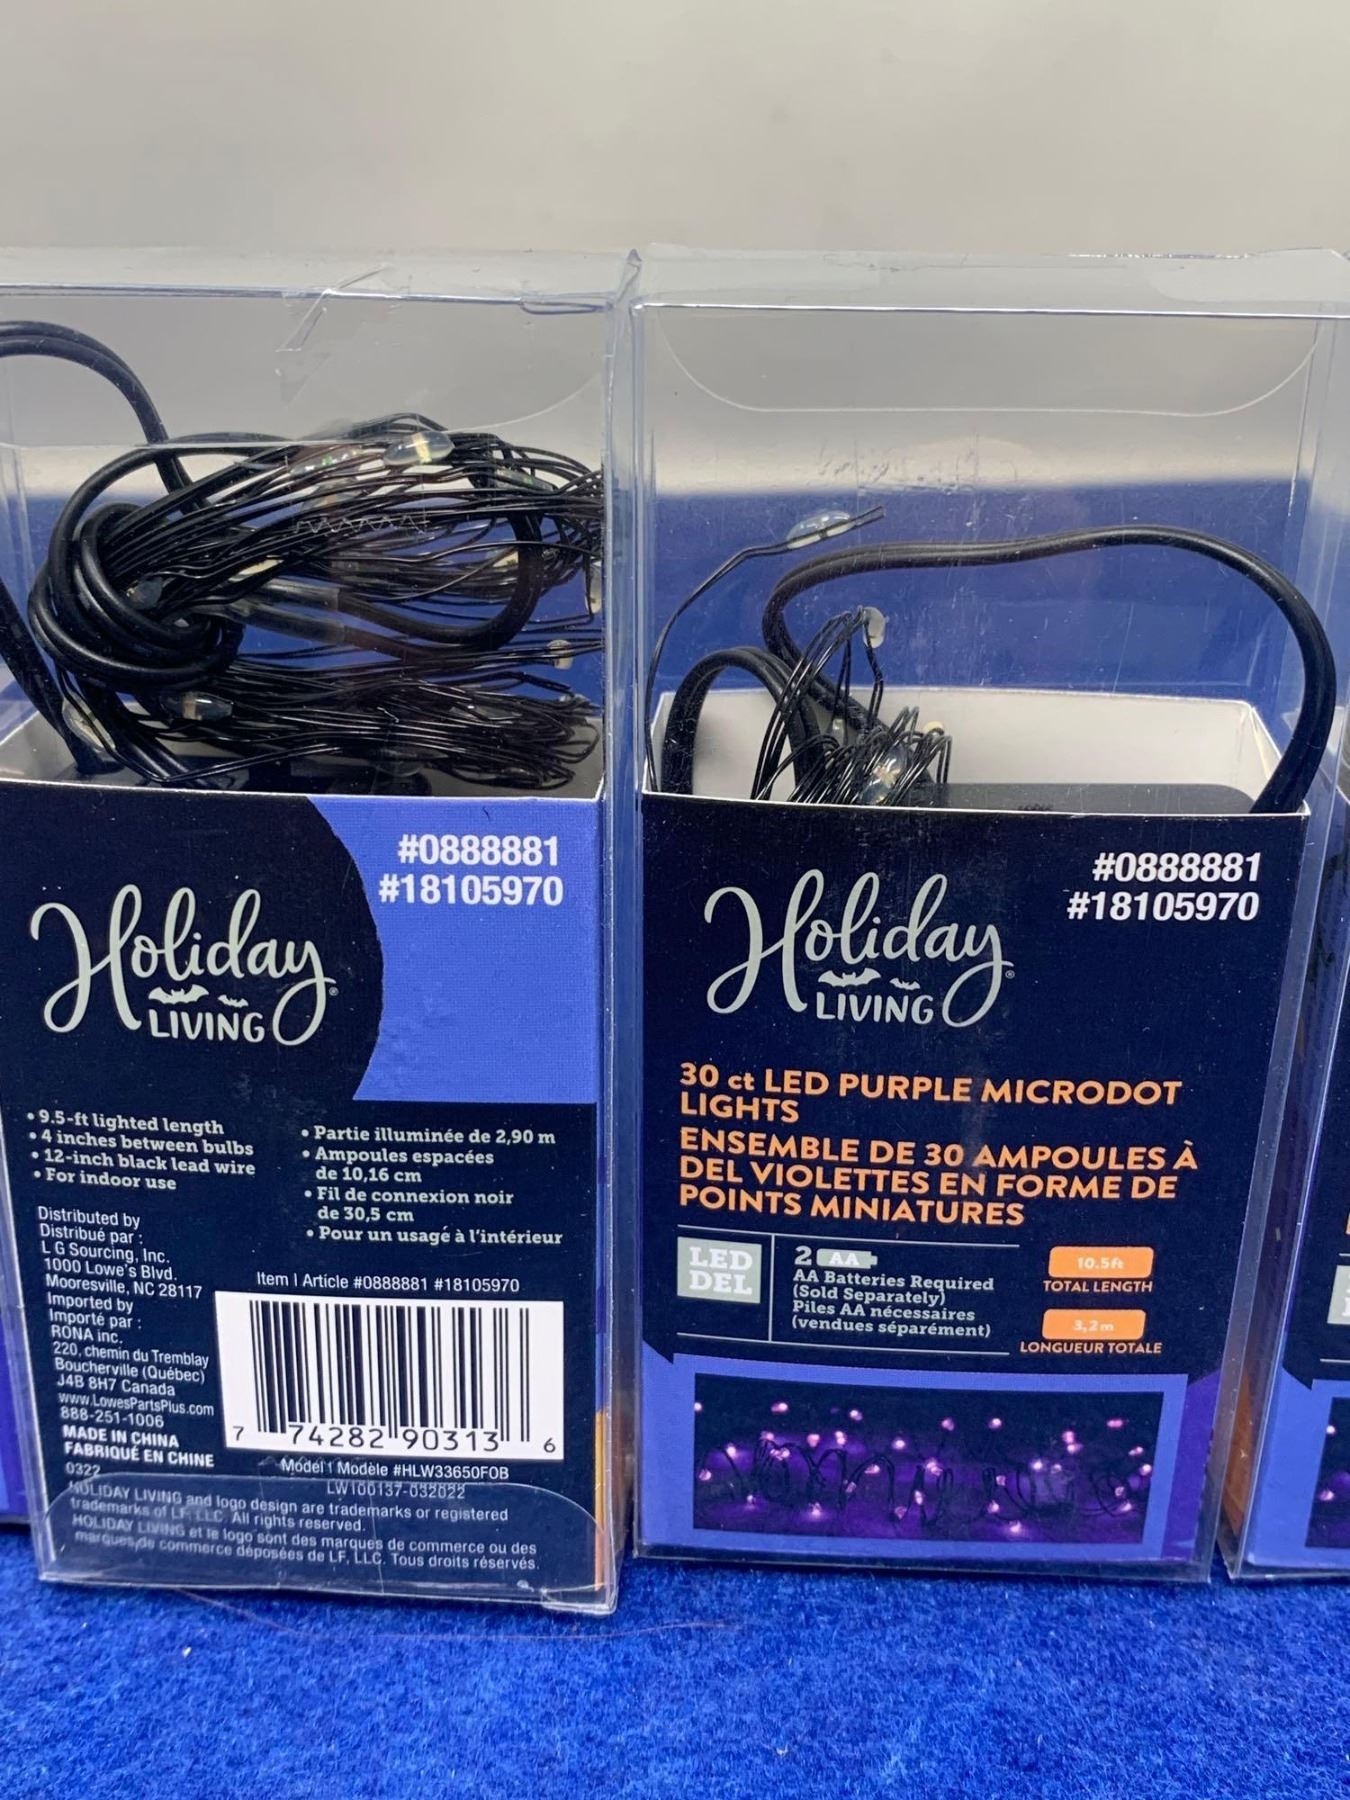 #0888881
#18105970
Holiday
LIVING
• 9.5-ft lighted length
• 4 inches between bulbs
• 12-inch black lead wire
• For indoor use
• Partie illuminée de 2,90 m
• Ampoules espacées
de 10,16 cm
• Fil de connexion noir
de 30,5 cm
• Pour un usage à l'intérieur
Distributed by
Distribué par :
L G Sourcing, Inc.
1000 Lowe's Blvd.
Mooresville, NC 28117
Imported by
Importé par :
RONA inc.
220, chemin du Tremblay
Boucherville (Québec)
J4B 8H7 Canada
www.LowesPartsPlus.com
888-251-1006
MADE IN CHINA
FABRIQUÉ EN CHINE
0322
Item | Article #0888881 #18105970
7 74282 90313 6
Model | Modèle #HLW33650FOB
LW100137-032822
HOLIDAY LIVING and logo design are trademarks or registered
trademarks of LF, LLC. All rights reserved.
HOLIDAY LIVING et le logo sont des marques de commerce ou des
marques de commerce déposées de LF, LLC. Tous droits réservés.
#0888881
#18105970
Holiday®
LIVING
30 ct LED PURPLE MICRODOT
LIGHTS
ENSEMBLE DE 30 AMPOULES À
DEL VIOLETTES EN FORME DE
POINTS MINIATURES
LED
DEL
2 AA
AA Batteries Required
(Sold Separately)
Piles AA nécessaires
(vendues séparément)
10.5ft
TOTAL LENGTH
3,2m
LONGUEUR TOTALE